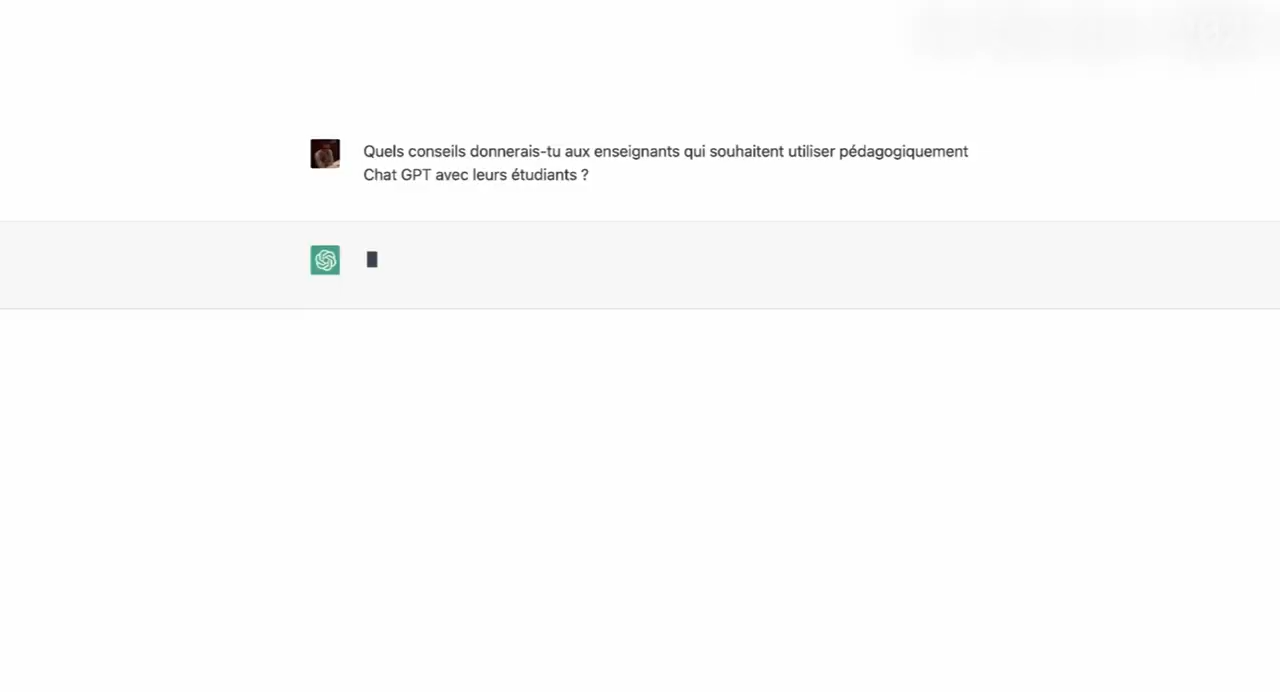 Quels conseils donnerais-tu aux enseignants qui souhaitent utiliser pédagogiquement
Chat GPT avec leurs étudiants ?